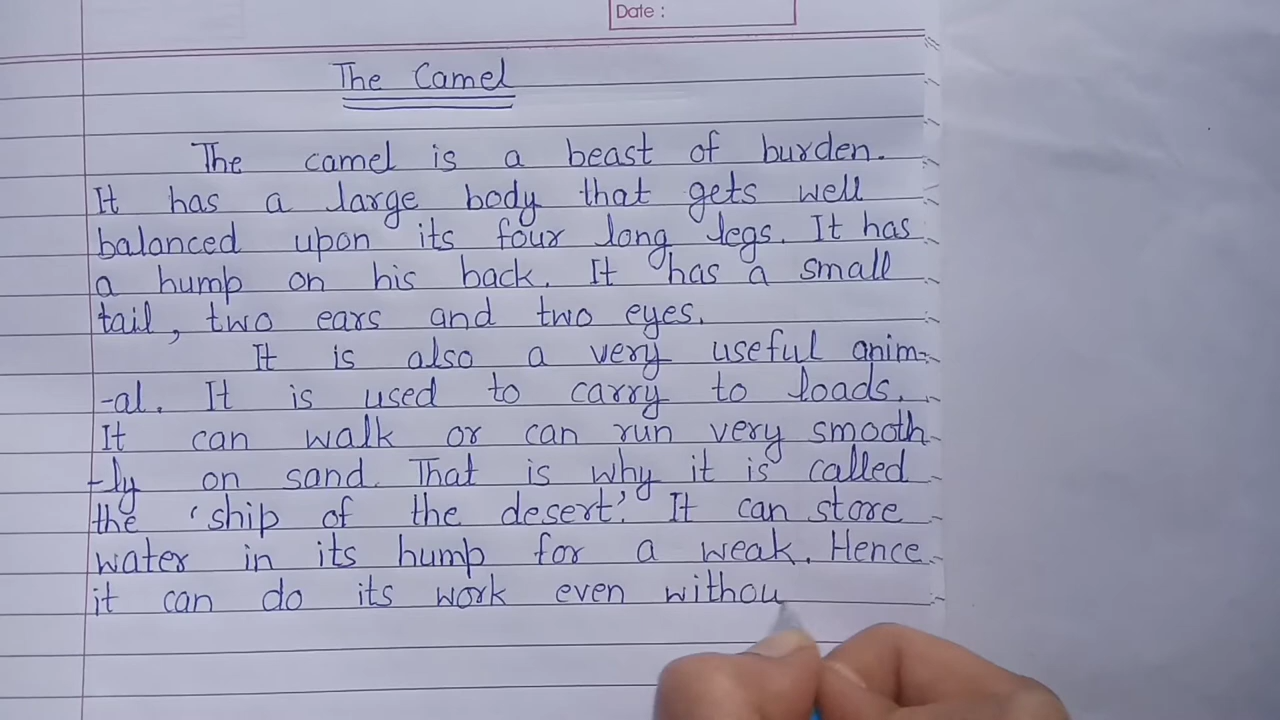 Date :
The Camel
The camel is a beast of burden.
It has a large body that gets well
balanced upon its four long legs. It has
a hump on his back. It has a small
tail, two ears and two eyes.
It is also a very useful anim-
-al. It is used to carry to loads.
It can walk or can run very smooth
-ly on sand. That is why it is called
the 'ship of the desert'. It can store
water in its hump for a weak. Hence
it can do its work even withou